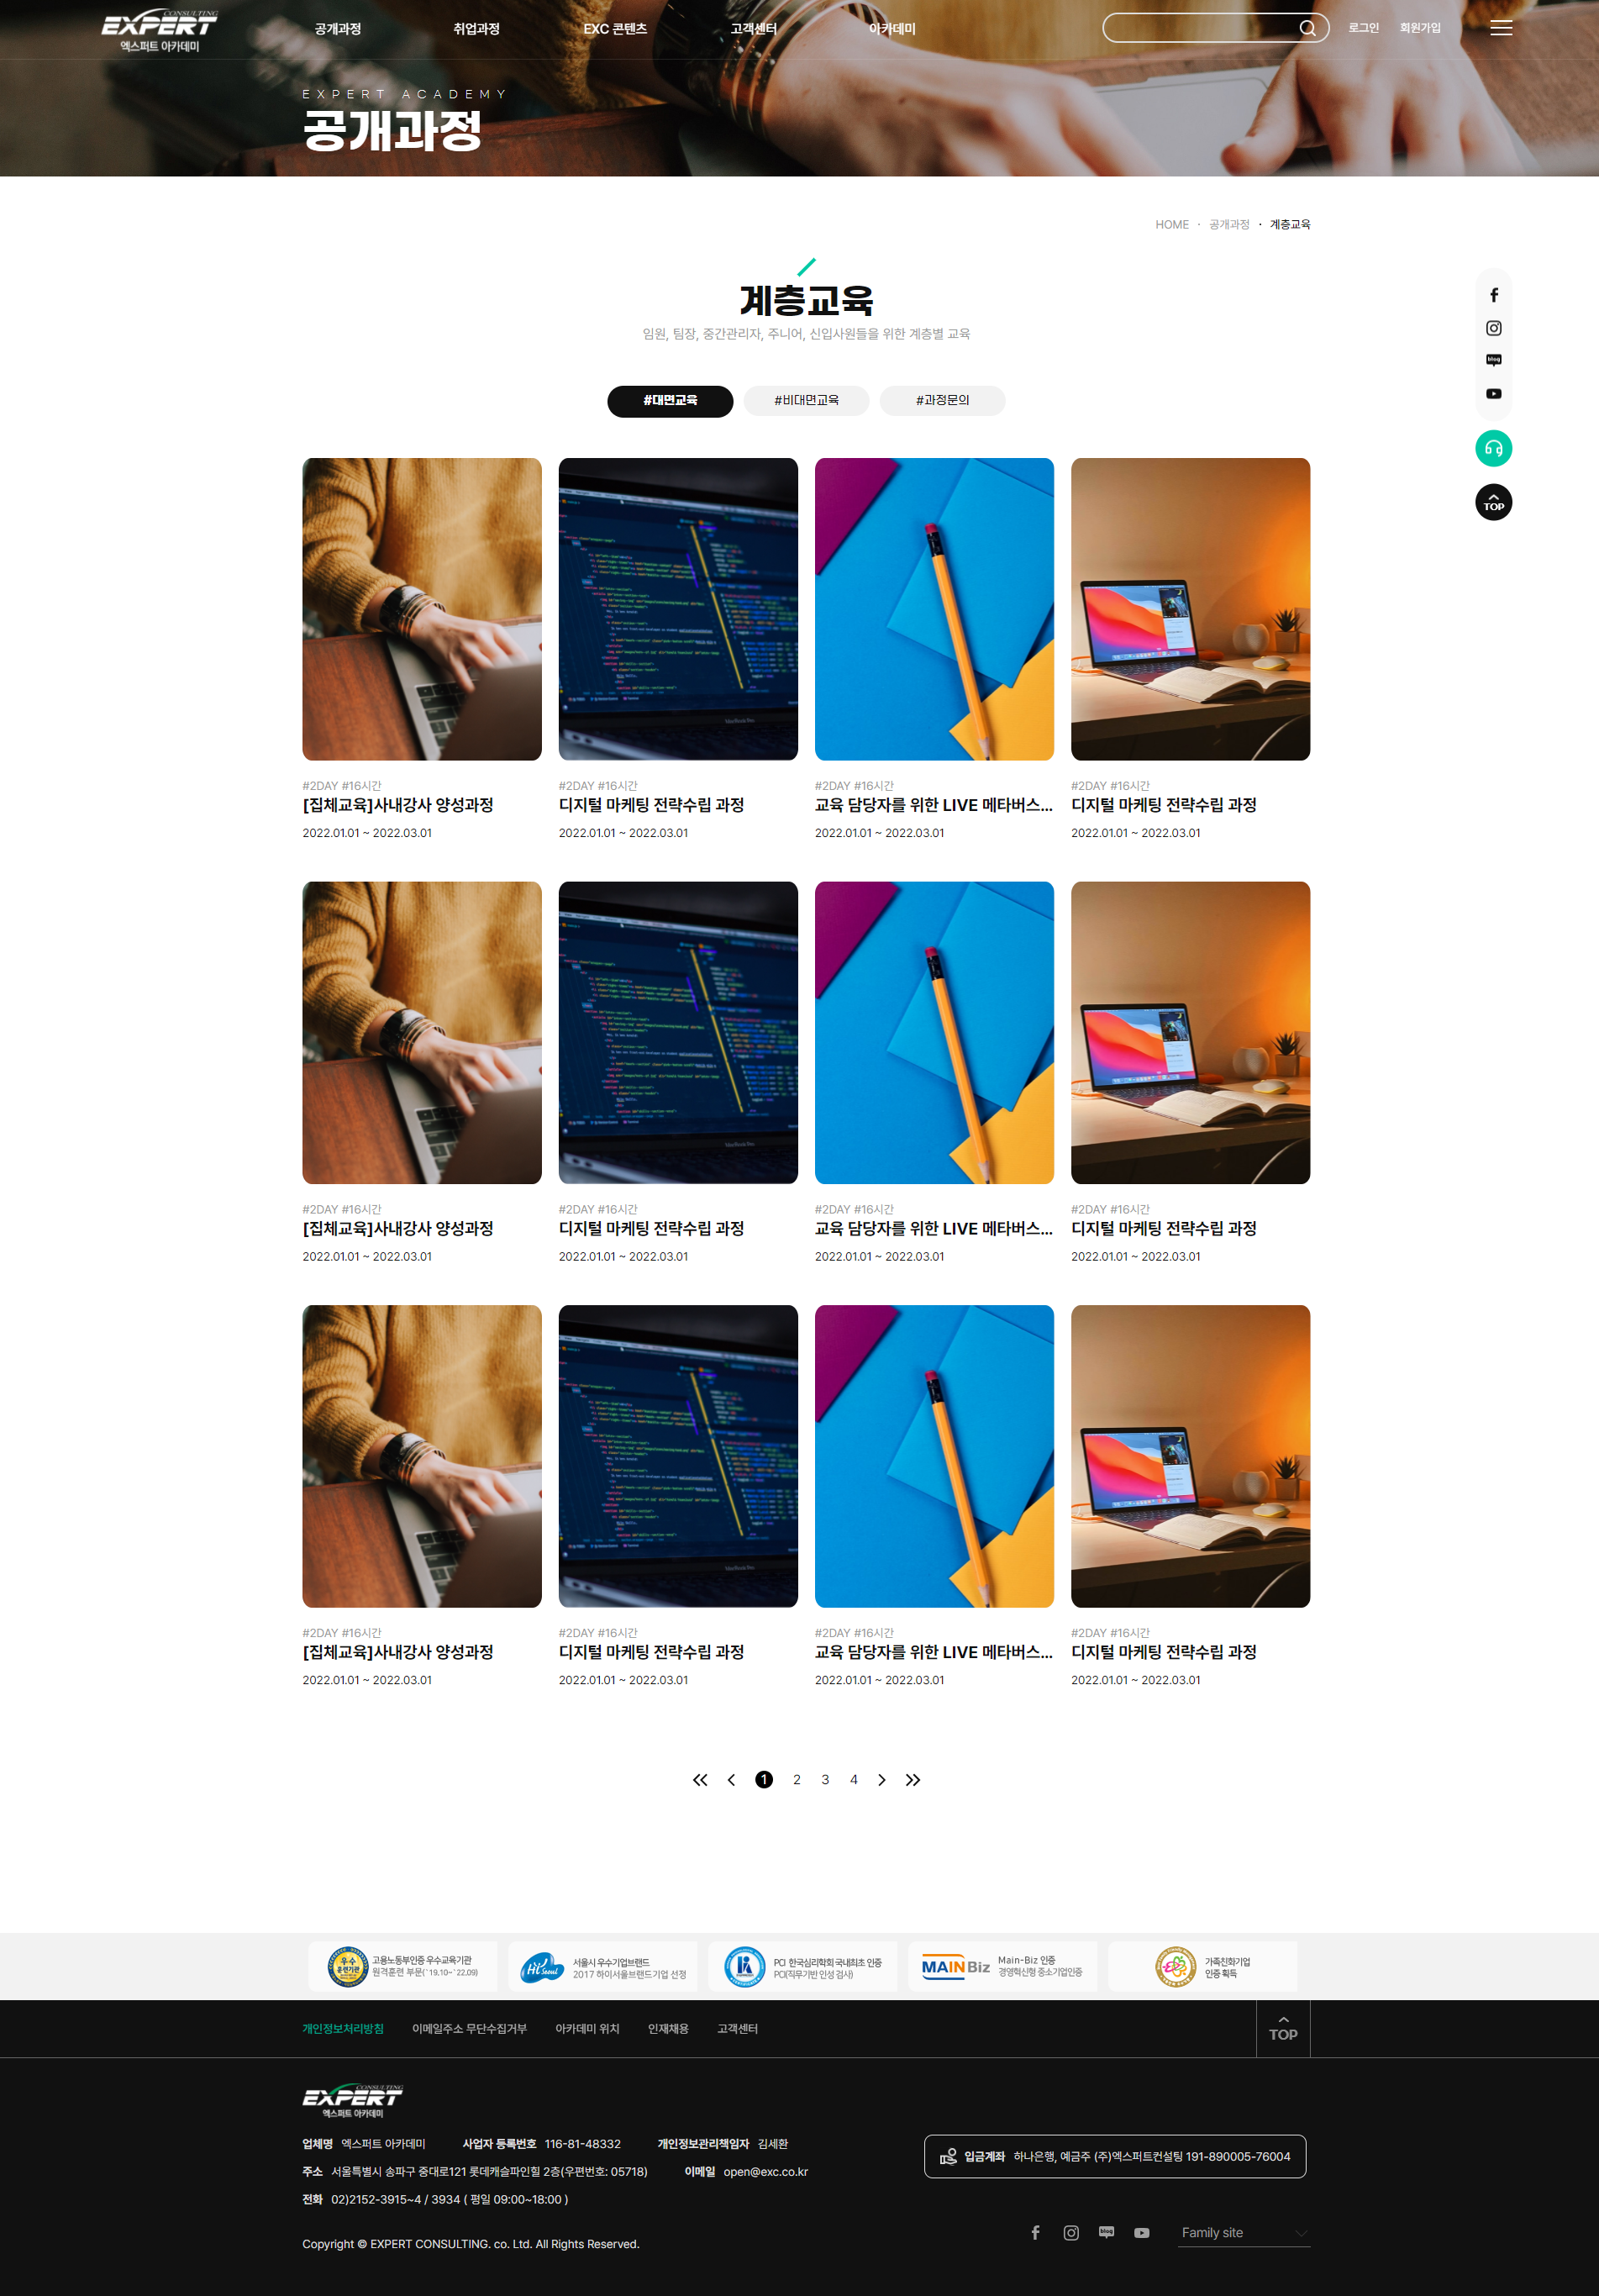 CONSULTING
EXPERT
엑스퍼트 아카데미
공개과정
취업과정
EXC 콘텐츠
고객센터
아카데미
로그인
회원가입
EXPERT ACADEMY
공개과정
HOME · 공개과정 · 계층교육
계층교육
임원, 팀장, 중간관리자, 주니어, 신입사원들을 위한 계층별 교육
#대면교육
#비대면교육
#과정문의
blog
TOP
#2DAY #16시간
[집체교육]사내강사 양성과정
2022.01.01 ~ 2022.03.01
#2DAY #16시간
디지털 마케팅 전략수립 과정
2022.01.01 ~ 2022.03.01
#2DAY #16시간
교육 담당자를 위한 LIVE 메타버스...
2022.01.01 ~ 2022.03.01
#2DAY #16시간
디지털 마케팅 전략수립 과정
2022.01.01 ~ 2022.03.01
#2DAY #16시간
[집체교육]사내강사 양성과정
2022.01.01 ~ 2022.03.01
#2DAY #16시간
디지털 마케팅 전략수립 과정
2022.01.01 ~ 2022.03.01
#2DAY #16시간
교육 담당자를 위한 LIVE 메타버스...
2022.01.01 ~ 2022.03.01
#2DAY #16시간
디지털 마케팅 전략수립 과정
2022.01.01 ~ 2022.03.01
#2DAY #16시간
[집체교육]사내강사 양성과정
2022.01.01 ~ 2022.03.01
#2DAY #16시간
디지털 마케팅 전략수립 과정
2022.01.01 ~ 2022.03.01
#2DAY #16시간
교육 담당자를 위한 LIVE 메타버스...
2022.01.01 ~ 2022.03.01
#2DAY #16시간
디지털 마케팅 전략수립 과정
2022.01.01 ~ 2022.03.01
1 2 3 4
우수
훈련기관
고용노동부인증 우수교육기관
원격훈련 부문(`19.10~`22.09)
Hi Seoul
서울시 우수기업브랜드
2017 하이서울브랜드기업 선정
PCI 한국심리학회 국내최초 인증
PCI(직무기반 인성 검사)
MAINBiz
Main-Biz 인증
경영혁신형 중소기업인증
가족친화기업
인증 획득
개인정보처리방침
이메일주소 무단수집거부
아카데미 위치
인재채용
고객센터
TOP
CONSULTING
EXPERT
엑스퍼트 아카데미
업체명 엑스퍼트 아카데미 사업자 등록번호 116-81-48332 개인정보관리책임자 김세환
주소 서울특별시 송파구 중대로121 롯데캐슬파인힐 2층(우편번호: 05718) 이메일 open@exc.co.kr
전화 02)2152-3915~4 / 3934 ( 평일 09:00~18:00 )
입금계좌 하나은행, 예금주 (주)엑스퍼트컨설팅 191-890005-76004
Copyright © EXPERT CONSULTING. co. Ltd. All Rights Reserved.
blog
Family site